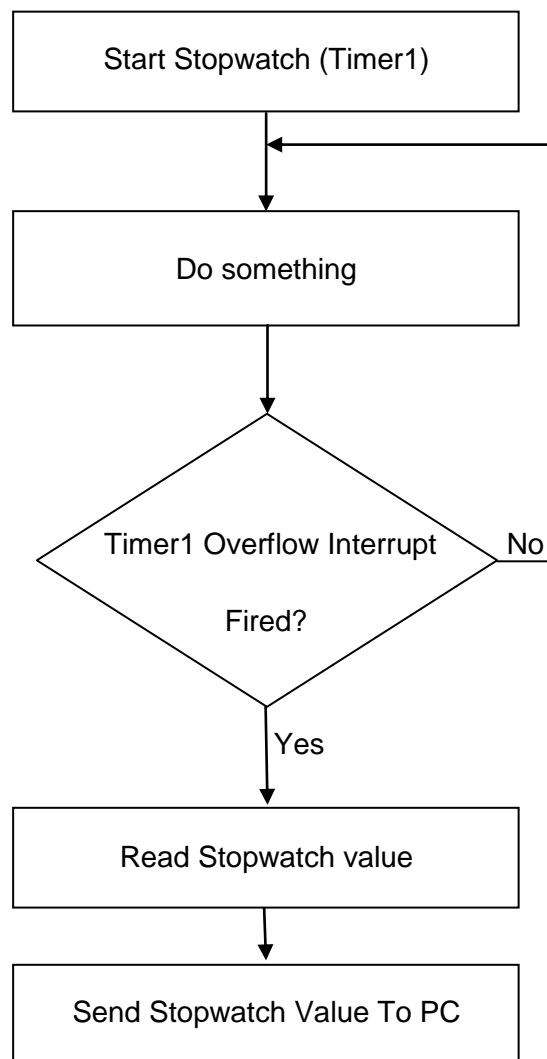 Start Stopwatch (Timer1)
Do something
Timer1 Overflow Interrupt
No
Fired?
Yes
Read Stopwatch value
Send Stopwatch Value To PC